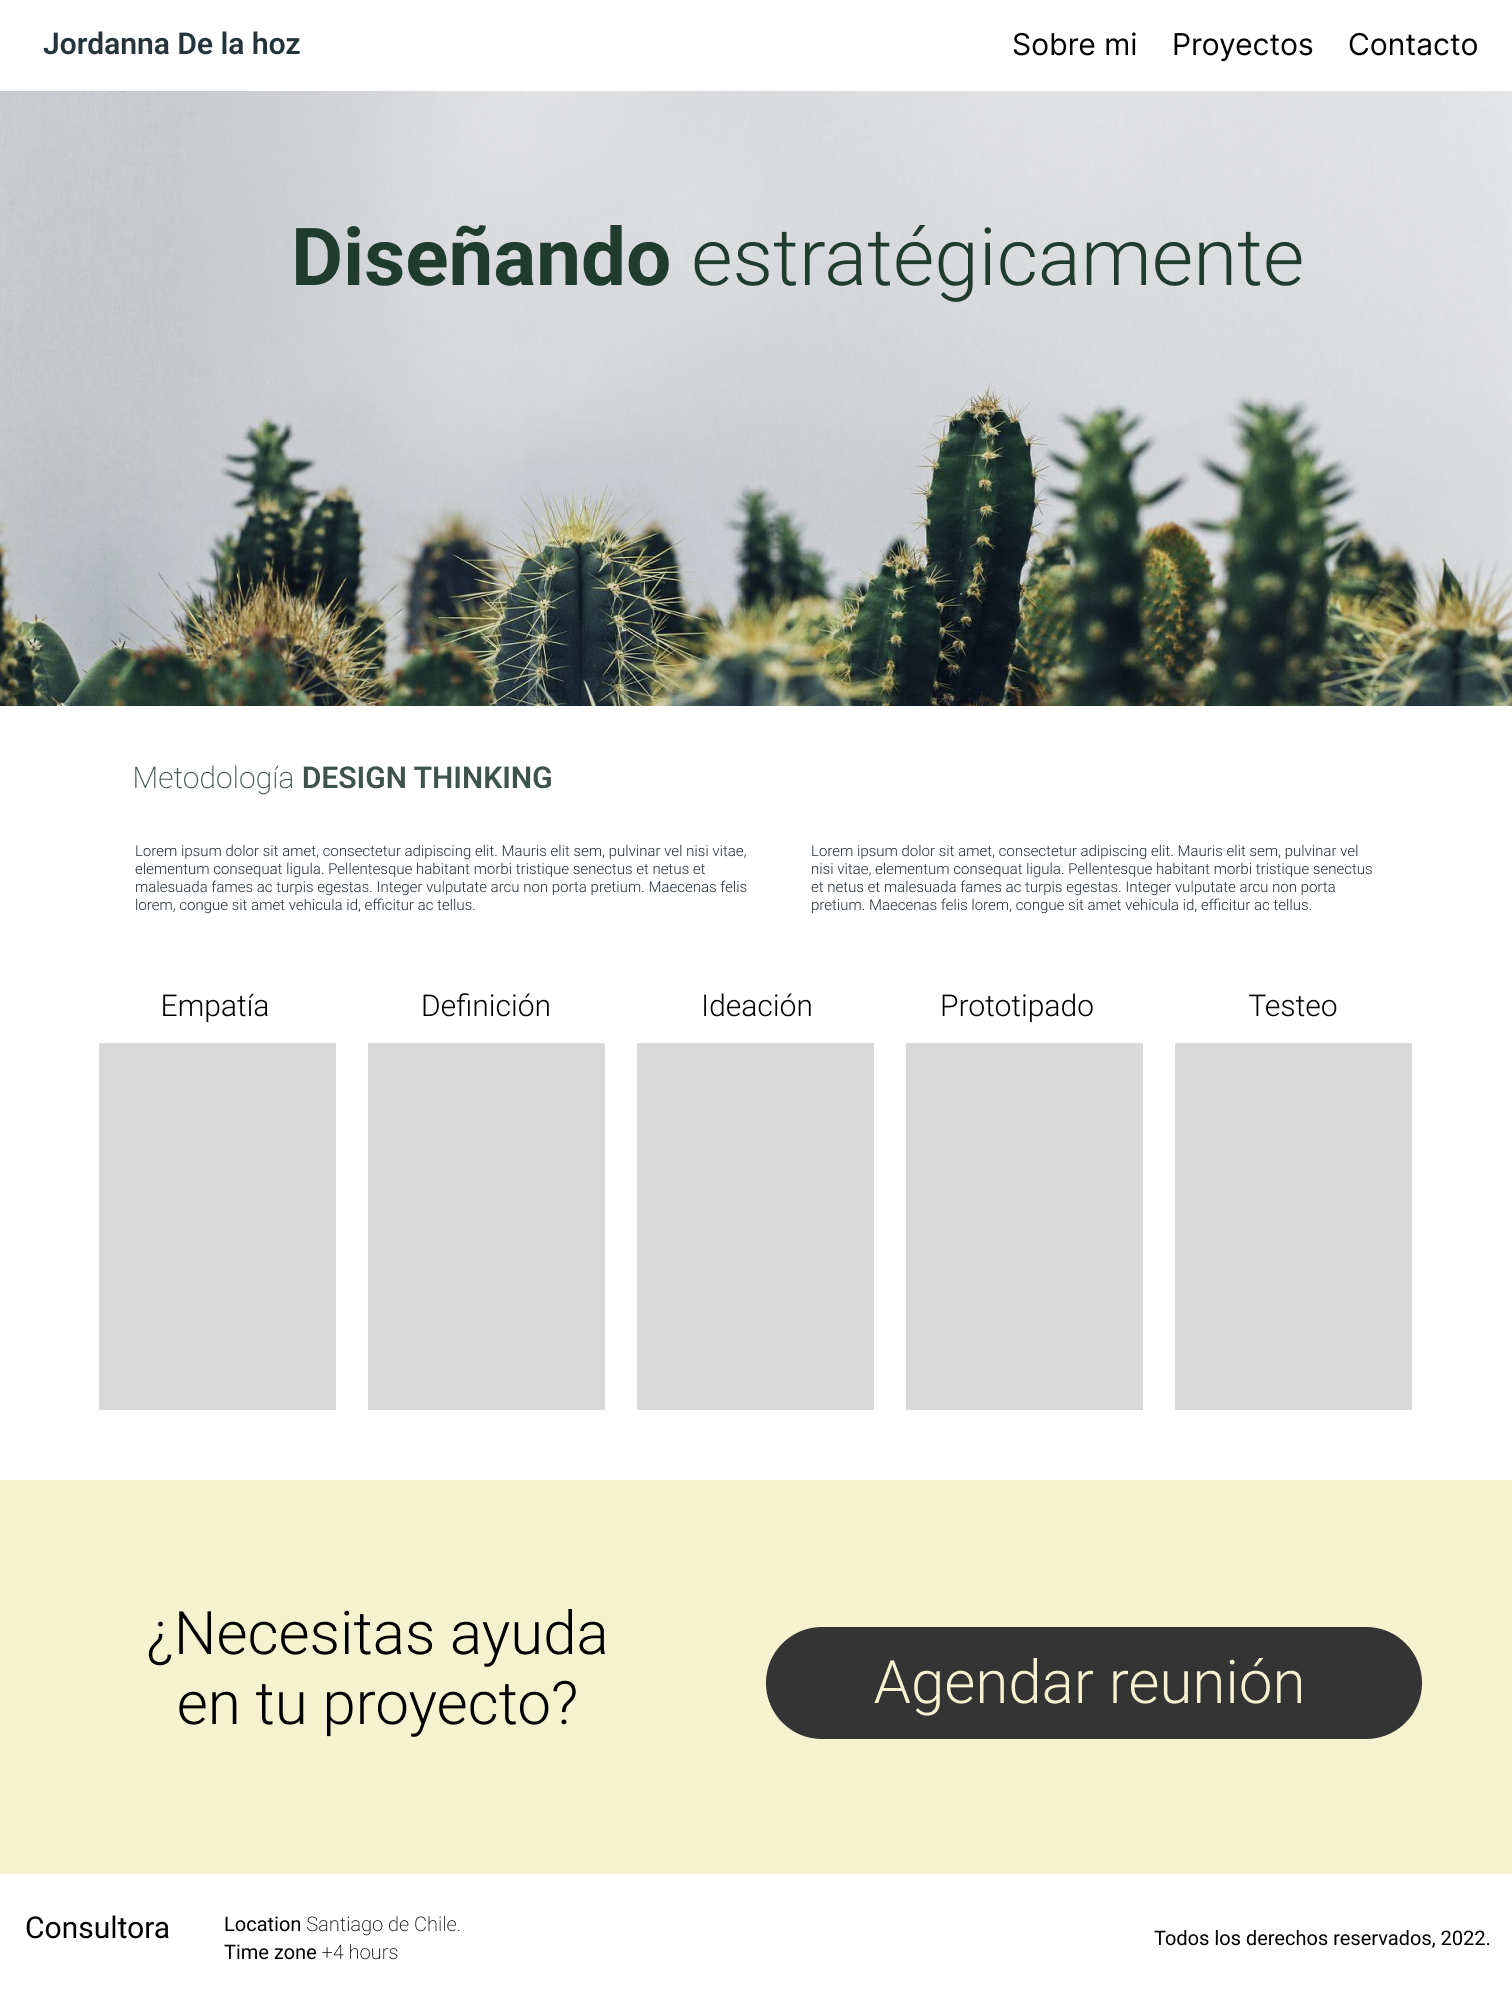 Jordanna De la hoz
Sobre mi Proyectos Contacto
Diseñando estratégicamente
Metodología DESIGN THINKING
Lorem ipsum dolor sit amet, consectetur adipiscing elit. Mauris elit sem, pulvinar vel nisi vitae,
elementum consequat ligula. Pellentesque habitant morbi tristique senectus et netus et
malesuada fames ac turpis egestas. Integer vulputate arcu non porta pretium. Maecenas felis
lorem, congue sit amet vehicula id, efficitur ac tellus.
Lorem ipsum dolor sit amet, consectetur adipiscing elit. Mauris elit sem, pulvinar vel
nisi vitae, elementum consequat ligula. Pellentesque habitant morbi tristique senectus
et netus et malesuada fames ac turpis egestas. Integer vulputate arcu non porta
pretium. Maecenas felis lorem, congue sit amet vehicula id, efficitur ac tellus.
Empatía Definición Ideación Prototipado Testeo
¿Necesitas ayuda
en tu proyecto?
Agendar reunión
Consultora
Location Santiago de Chile.
Time zone +4 hours
Todos los derechos reservados, 2022.